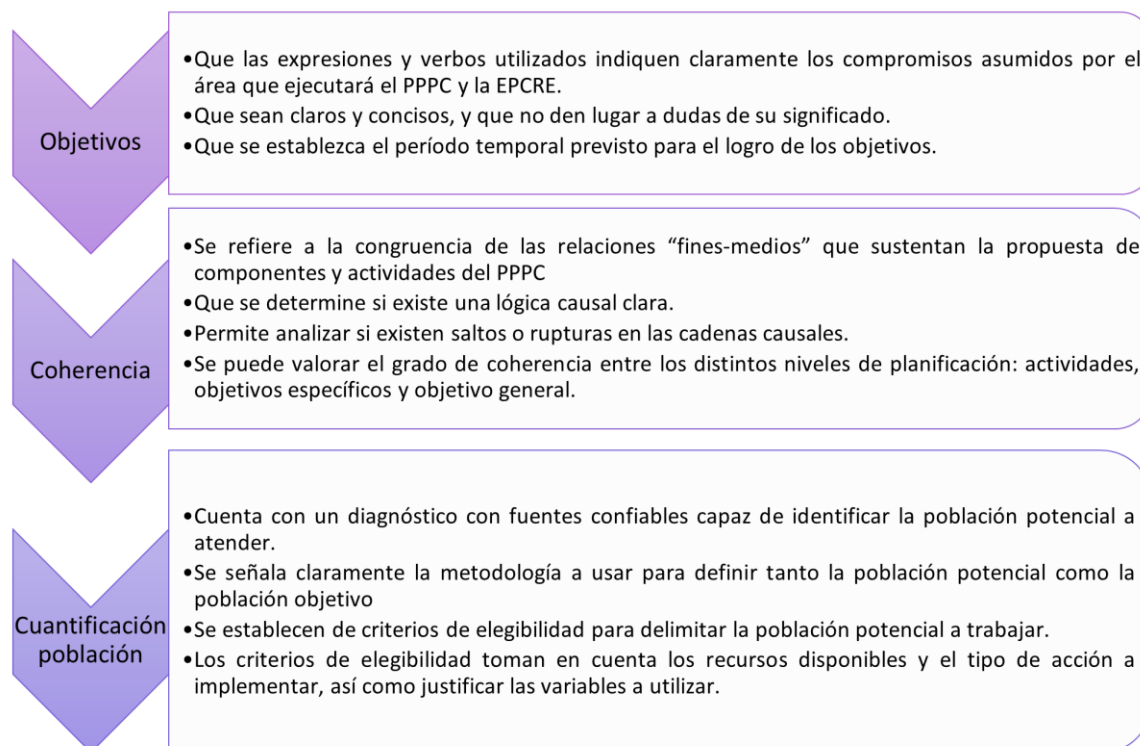 Objetivos
•Que las expresiones y verbos utilizados indiquen claramente los compromisos asumidos por el
área que ejecutará el PPPC y la EPCRE.
•Que sean claros y concisos, y que no den lugar a dudas de su significado.
•Que se establezca el período temporal previsto para el logro de los objetivos.
Coherencia
•Se refiere a la congruencia de las relaciones “fines-medios” que sustentan la propuesta de
componentes y actividades del PPPC
•Que se determine si existe una lógica causal clara.
•Permite analizar si existen saltos o rupturas en las cadenas causales.
•Se puede valorar el grado de coherencia entre los distintos niveles de planificación: actividades,
objetivos específicos y objetivo general.
Cuantificación
población
•Cuenta con un diagnóstico con fuentes confiables capaz de identificar la población potencial a
atender.
•Se señala claramente la metodología a usar para definir tanto la población potencial como la
población objetivo
•Se establecen de criterios de elegibilidad para delimitar la población potencial a trabajar.
•Los criterios de elegibilidad toman en cuenta los recursos disponibles y el tipo de acción a
implementar, así como justificar las variables a utilizar.